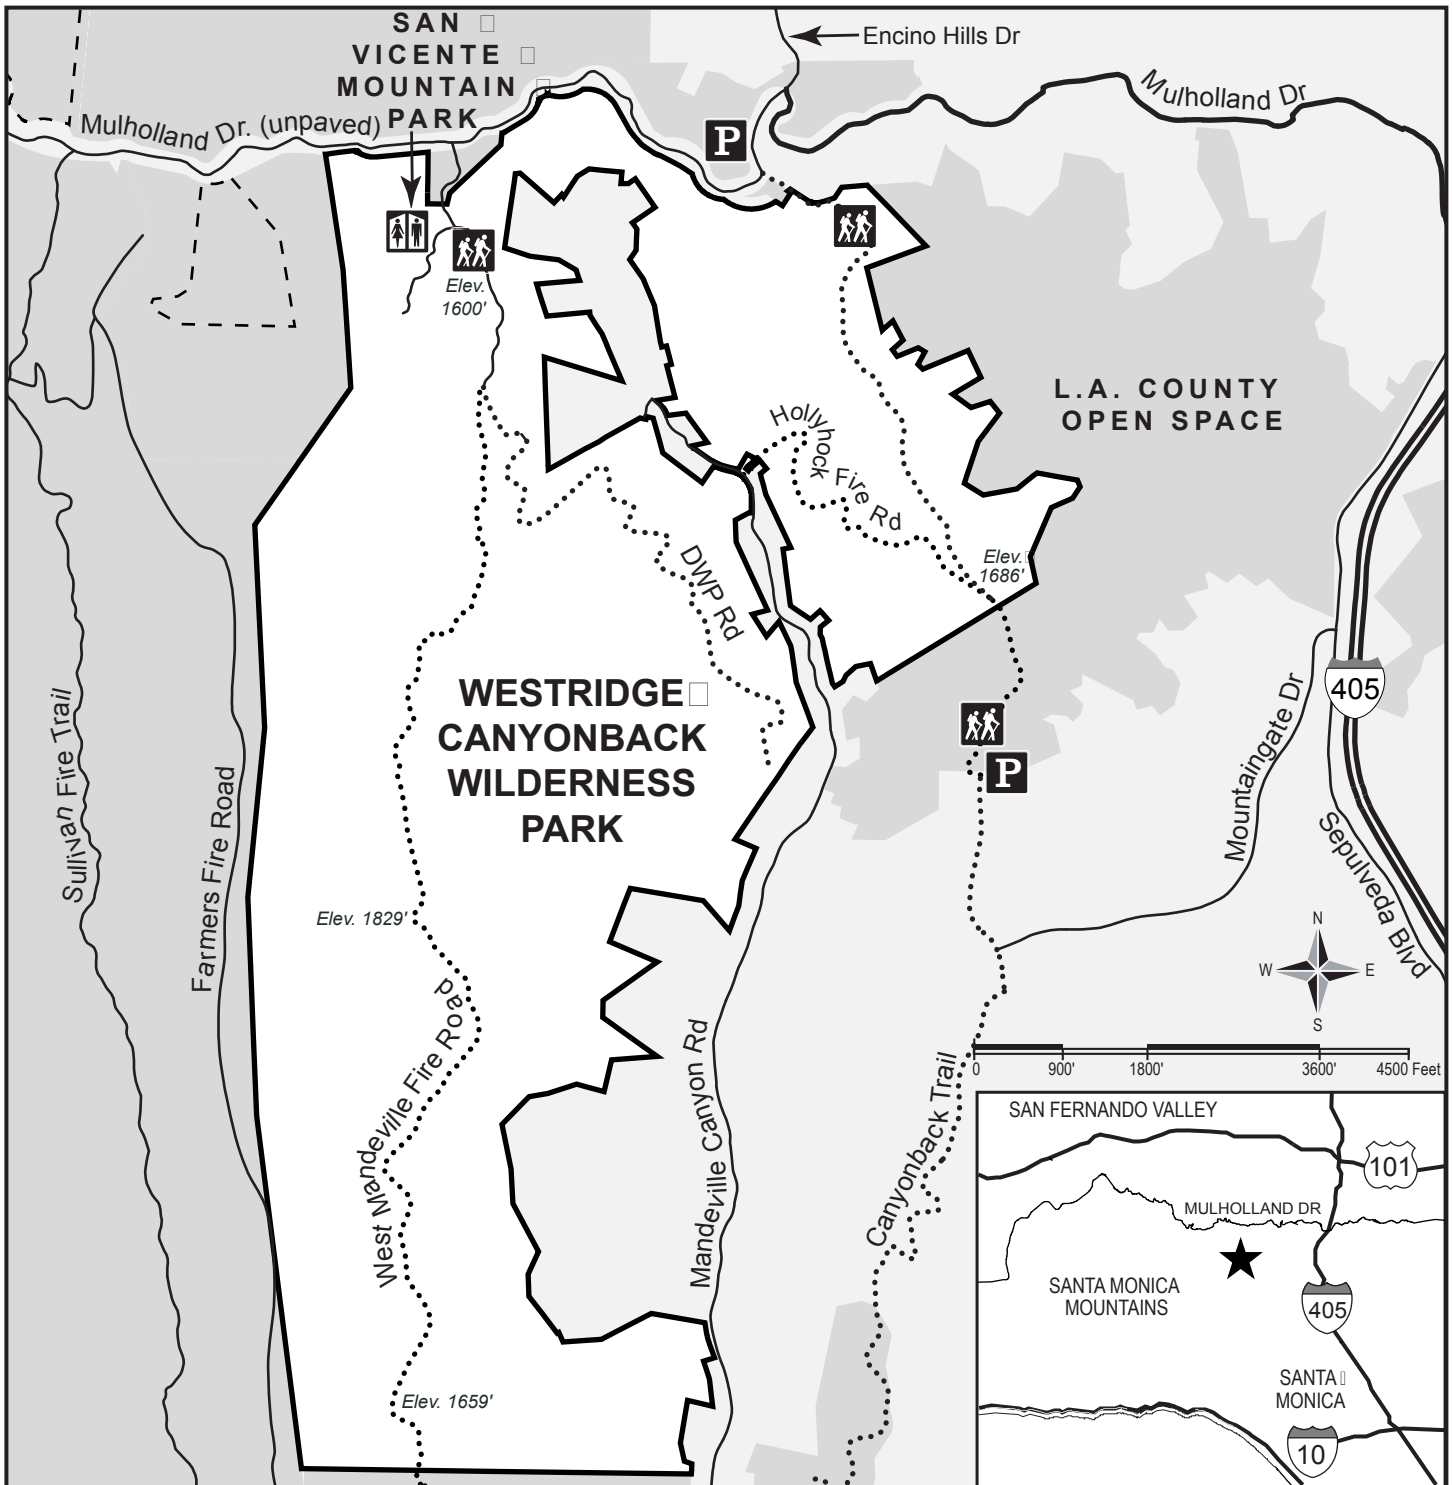 SAN
VICENTE
MOUNTAIN
PARK
Encino Hills Dr
Mulholland Dr
Mulholland Dr. (unpaved)
P
Elev.
1600'
L.A. COUNTY
OPEN SPACE
Hollyhock
Fire Rd
Elev.
1686'
DWP Rd
405
WESTRIDGE
CANYONBACK
WILDERNESS
PARK
P
Sullivan Fire Trail
Farmers Fire Road
Mountaingate Dr
Sepulveda Blvd
Elev. 1829'
West Mandeville Fire Road
Mandeville Canyon Rd
Canyonback Trail
N
W E
S
0 900' 1800' 3600' 4500 Feet
SAN FERNANDO VALLEY
101
MULHOLLAND DR
SANTA MONICA
MOUNTAINS
405
SANTA
MONICA
10
Elev. 1659'